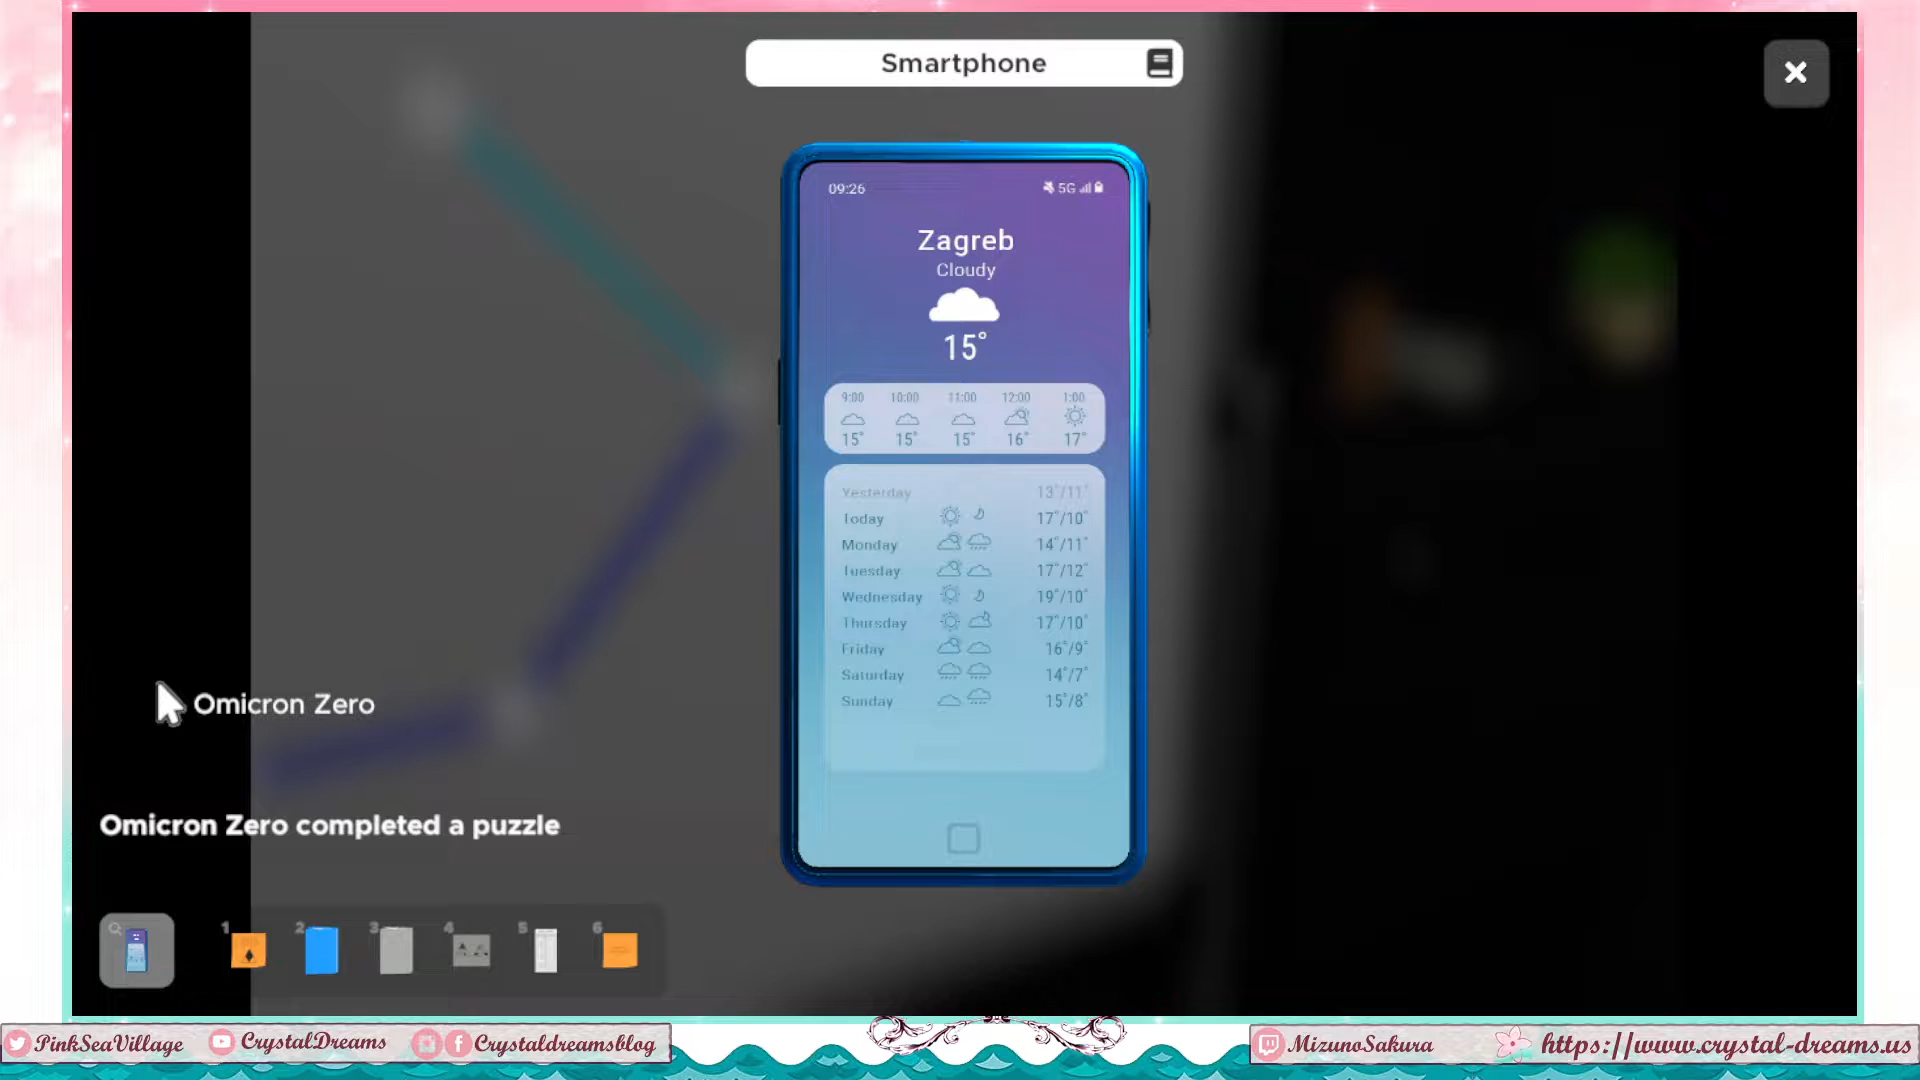 Smartphone
09:26
5G
Zagreb
Cloudy
15°
9:00 10:00 11:00 12:00 1:00
15° 15° 15° 16° 17°
Yesterday 13°/11°
Today 17°/10°
Monday 14°/11°
Tuesday 17°/12°
Wednesday 19°/10°
Thursday 17°/10°
Friday 16°/9°
Saturday 14°/7°
Sunday 15°/8°
Omicron Zero
Omicron Zero completed a puzzle
1 2 3 4 5 6
PinkSeaVillage CrystalDreams Crystaldreamsblog
MizunoSakura https://www.crystal-dreams.us